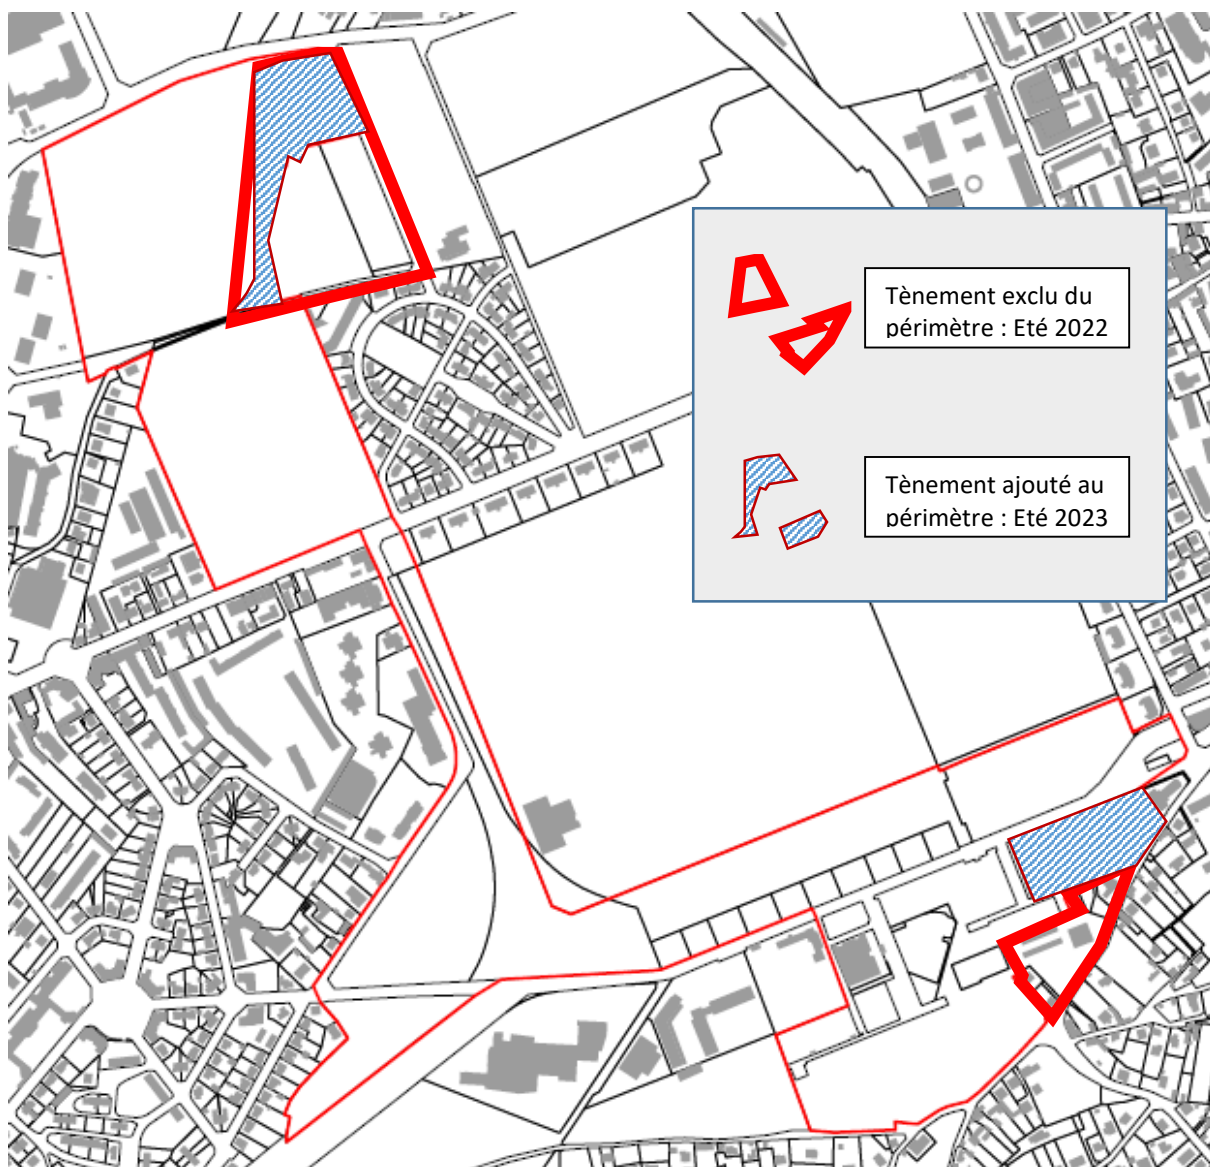 Tènement exclu du
périmètre : Eté 2022
Tènement ajouté au
périmètre : Eté 2023